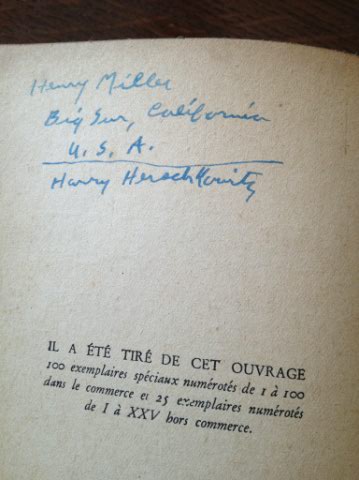 Henry Miller
Big Sur, California
U. S. A.
Harry Herschkowitz
IL A ÉTÉ TIRÉ DE CET OUVRAGE
100 exemplaires spéciaux numérotés de 1 à 100
dans le commerce et 25 exemplaires numérotés
de I à XXV hors commerce.